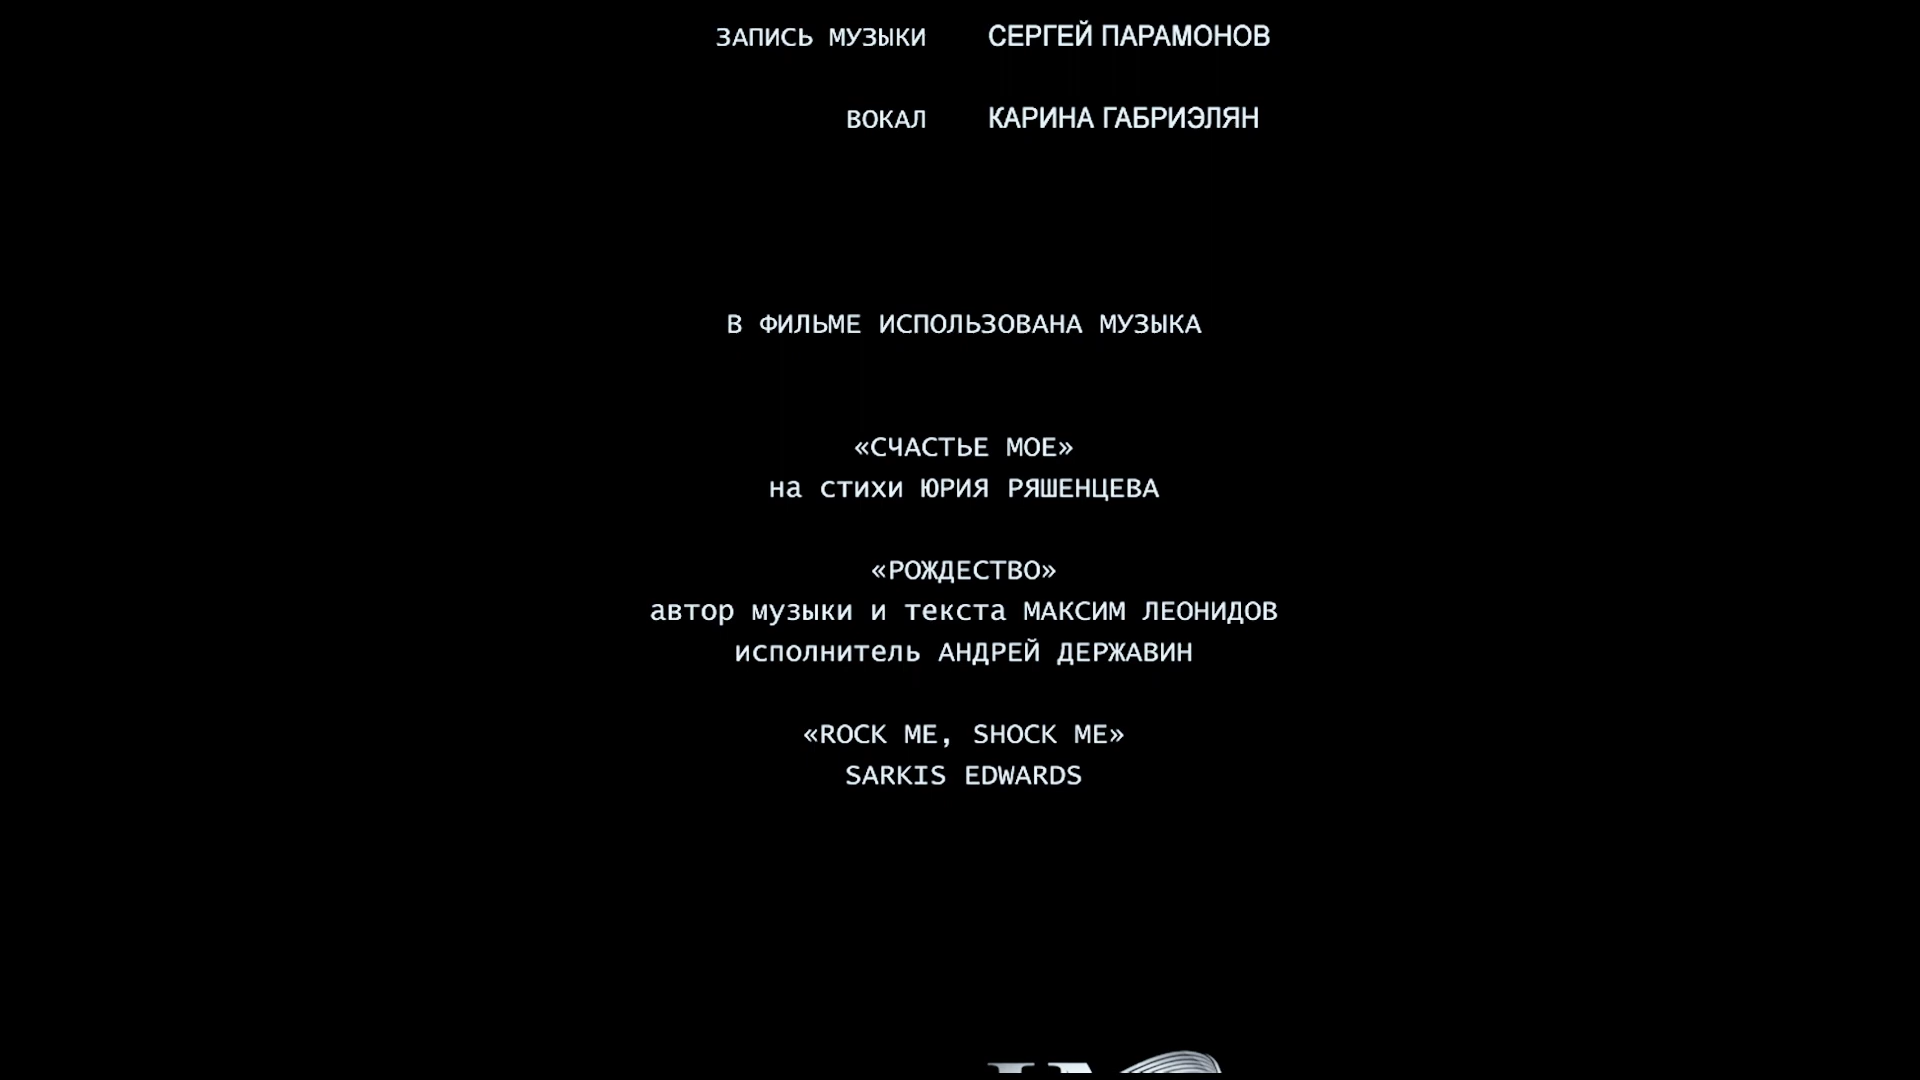 ЗАПИСЬ МУЗЫКИ СЕРГЕЙ ПАРАМОНОВ
ВОКАЛ КАРИНА ГАБРИЭЛЯН
В ФИЛЬМЕ ИСПОЛЬЗОВАНА МУЗЫКА
«СЧАСТЬЕ МОЕ»
на стихи ЮРИЯ РЯШЕНЦЕВА
«РОЖДЕСТВО»
автор музыки и текста МАКСИМ ЛЕОНИДОВ
исполнитель АНДРЕЙ ДЕРЖАВИН
«ROCK ME, SHOCK ME»
SARKIS EDWARDS